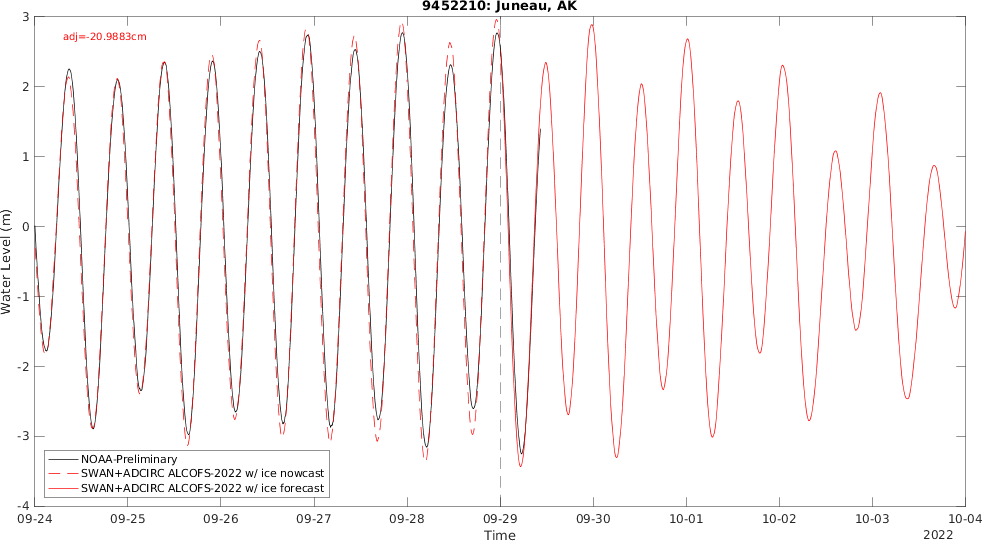 9452210: Juneau, AK
adj=-20.9883cm
3
2
1
0
-1
-2
-3
-4
Water Level (m)
NOAA-Preliminary
SWAN+ADCIRC ALCOFS-2022 w/ ice nowcast
SWAN+ADCIRC ALCOFS-2022 w/ ice forecast
09-24 09-25 09-26 09-27 09-28 09-29 09-30 10-01 10-02 10-03 10-04
Time
2022